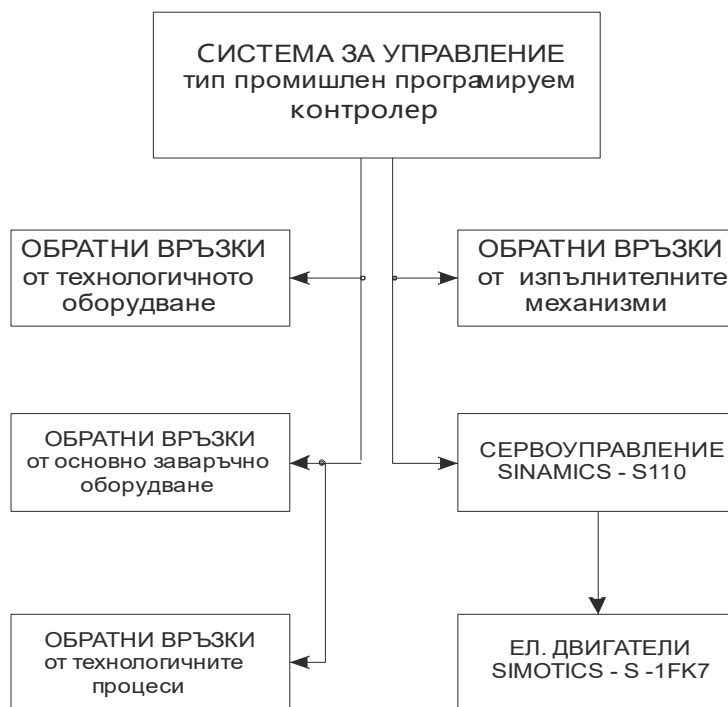 СИСТЕМА ЗА УПРАВЛЕНИЕ
тип промишлен програмируем
контролер
ОБРАТНИ ВРЪЗКИ
от технологичното
оборудване
ОБРАТНИ ВРЪЗКИ
от изпълнителните
механизми
ОБРАТНИ ВРЪЗКИ
от основно заваръчно
оборудване
СЕРВОУПРАВЛЕНИЕ
SINAMICS - S110
ОБРАТНИ ВРЪЗКИ
от технологичните
процеси
ЕЛ. ДВИГАТЕЛИ
SIMOTICS - S -1FK7